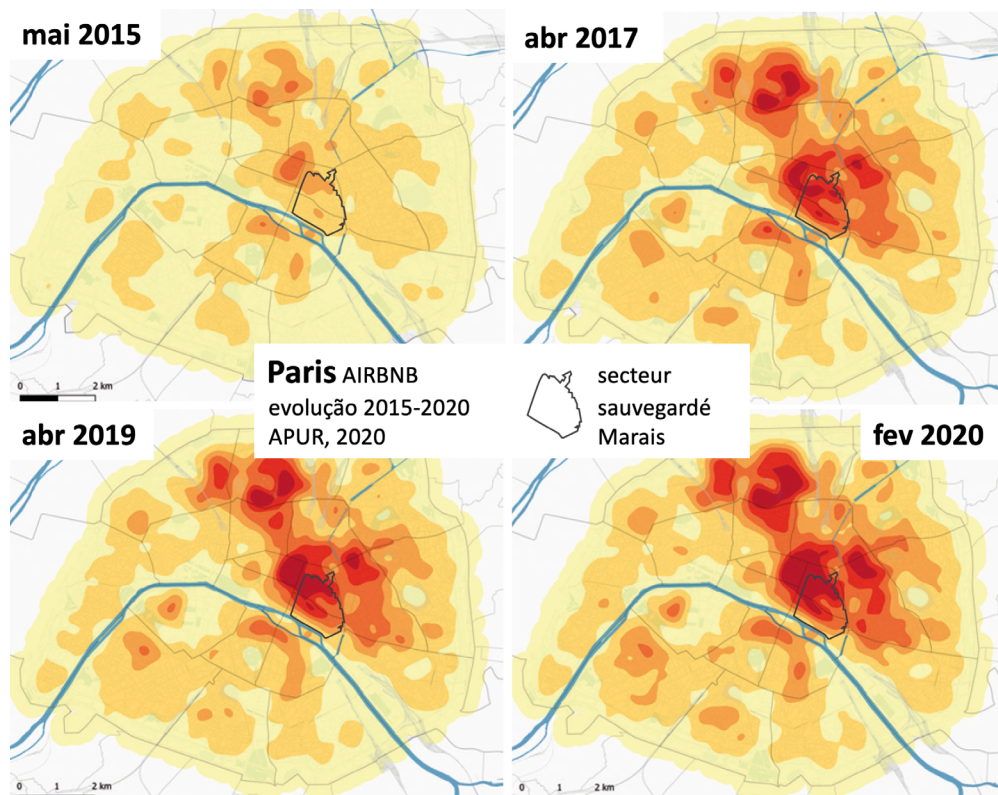 mai 2015
abr 2017
0 1 2 km
Paris AIRBNB
evolução 2015-2020
APUR, 2020
secteur
sauvegardé
Marais
abr 2019
fev 2020
0 1 2 km
0 1 2 km